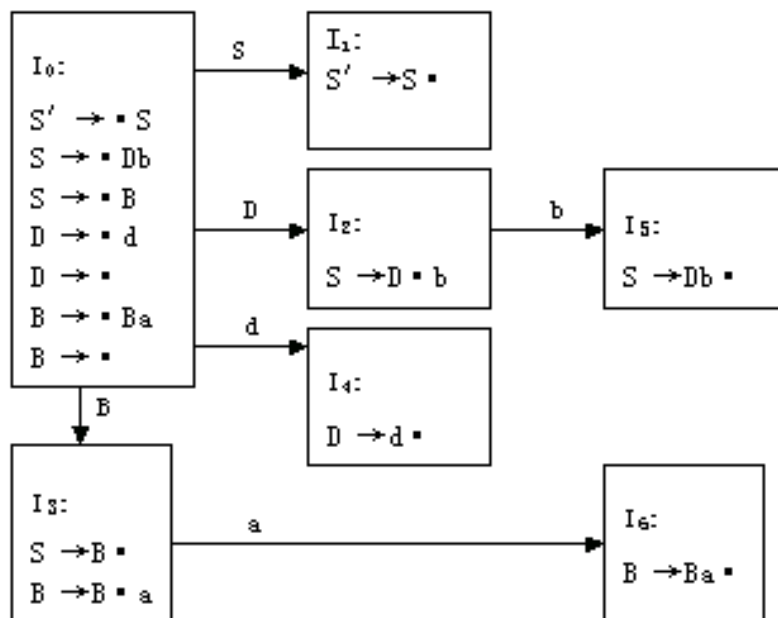 I₀:
S′ → · S
S → · Db
S → · B
D → · d
D → ·
B → · Ba
B → ·
S
I₁:
S′ → S ·
D
I₂:
S → D · b
b
I₅:
S → Db ·
d
I₄:
D → d ·
B
I₃:
S → B ·
B → B · a
a
I₆:
B → Ba ·